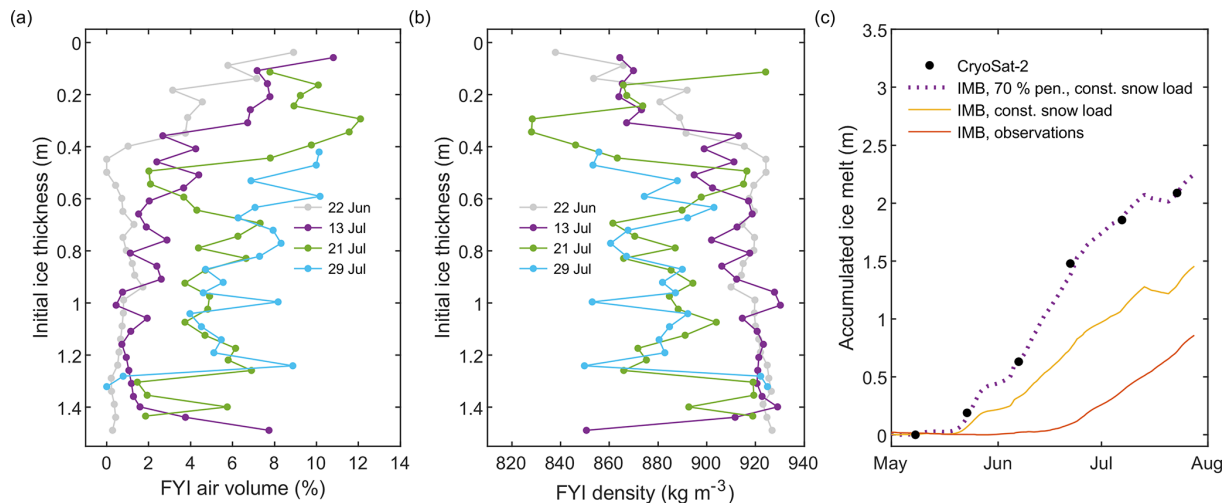 (a)
0
0.2
0.4
0.6
0.8
1
1.2
1.4
Initial ice thickness (m)
22 Jun
13 Jul
21 Jul
29 Jul
0 2 4 6 8 10 12 14
FYI air volume (%)
(b)
0
0.2
0.4
0.6
0.8
1
1.2
1.4
Initial ice thickness (m)
22 Jun
13 Jul
21 Jul
29 Jul
820 840 860 880 900 920 940
FYI density (kg m⁻³)
(c)
3.5
3
2.5
2
1.5
1
0.5
0
Accumulated ice melt (m)
CryoSat-2
IMB, 70 % pen., const. snow load
IMB, const. snow load
IMB, observations
May Jun Jul Aug